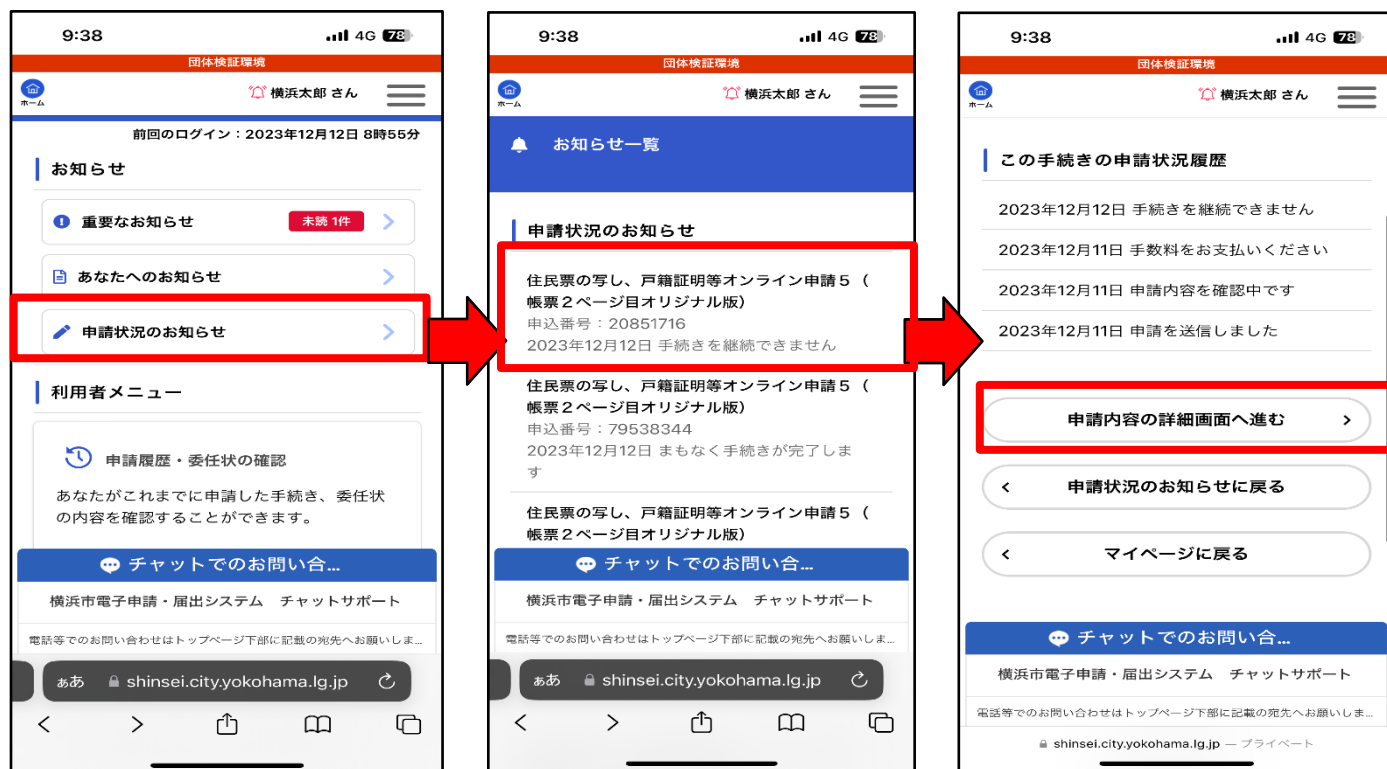 9:38
4G 78
団体検証環境
ホーム
横浜太郎 さん
前回のログイン：2023年12月12日 8時55分
お知らせ
重要なお知らせ
未読 1件
あなたへのお知らせ
申請状況のお知らせ
利用者メニュー
申請履歴・委任状の確認
あなたがこれまでに申請した手続き、委任状
の内容を確認することができます。
チャットでのお問い合...
横浜市電子申請・届出システム　チャットサポート
電話等でのお問い合わせはトップページ下部に記載の宛先へお願いしま...
ぁあ
shinsei.city.yokohama.lg.jp
9:38
4G 78
団体検証環境
ホーム
横浜太郎 さん
お知らせ一覧
申請状況のお知らせ
住民票の写し、戸籍証明等オンライン申請５（
帳票２ページ目オリジナル版）
申込番号：20851716
2023年12月12日 手続きを継続できません
住民票の写し、戸籍証明等オンライン申請５（
帳票２ページ目オリジナル版）
申込番号：79538344
2023年12月12日 まもなく手続きが完了しま
す
住民票の写し、戸籍証明等オンライン申請５（
帳票２ページ目オリジナル版）
チャットでのお問い合...
横浜市電子申請・届出システム　チャットサポート
電話等でのお問い合わせはトップページ下部に記載の宛先へお願いしま...
ぁあ
shinsei.city.yokohama.lg.jp
9:38
4G 78
団体検証環境
ホーム
横浜太郎 さん
この手続きの申請状況履歴
2023年12月12日 手続きを継続できません
2023年12月11日 手数料をお支払いください
2023年12月11日 申請内容を確認中です
2023年12月11日 申請を送信しました
申請内容の詳細画面へ進む
申請状況のお知らせに戻る
マイページに戻る
チャットでのお問い合...
横浜市電子申請・届出システム　チャットサポート
電話等でのお問い合わせはトップページ下部に記載の宛先へお願いしま...
shinsei.city.yokohama.lg.jp — プライベート